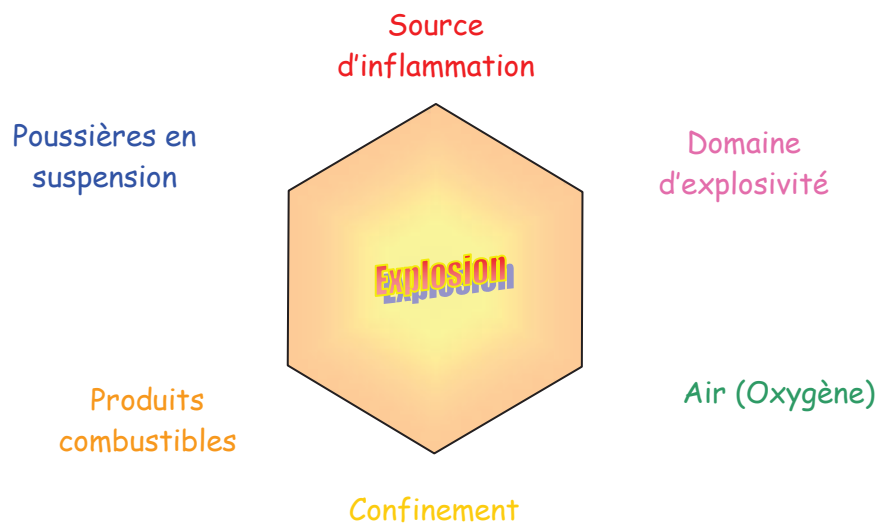 Source
d'inflammation
Poussières en
suspension
Domaine
d'explosivité
Explosion
Produits
combustibles
Air (Oxygène)
Confinement